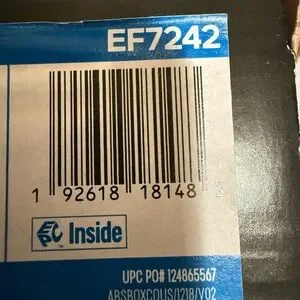 EF7242
1 92618 18148
Inside
UPC PO# 124865567
ABSBOXCOUS/1218/V02